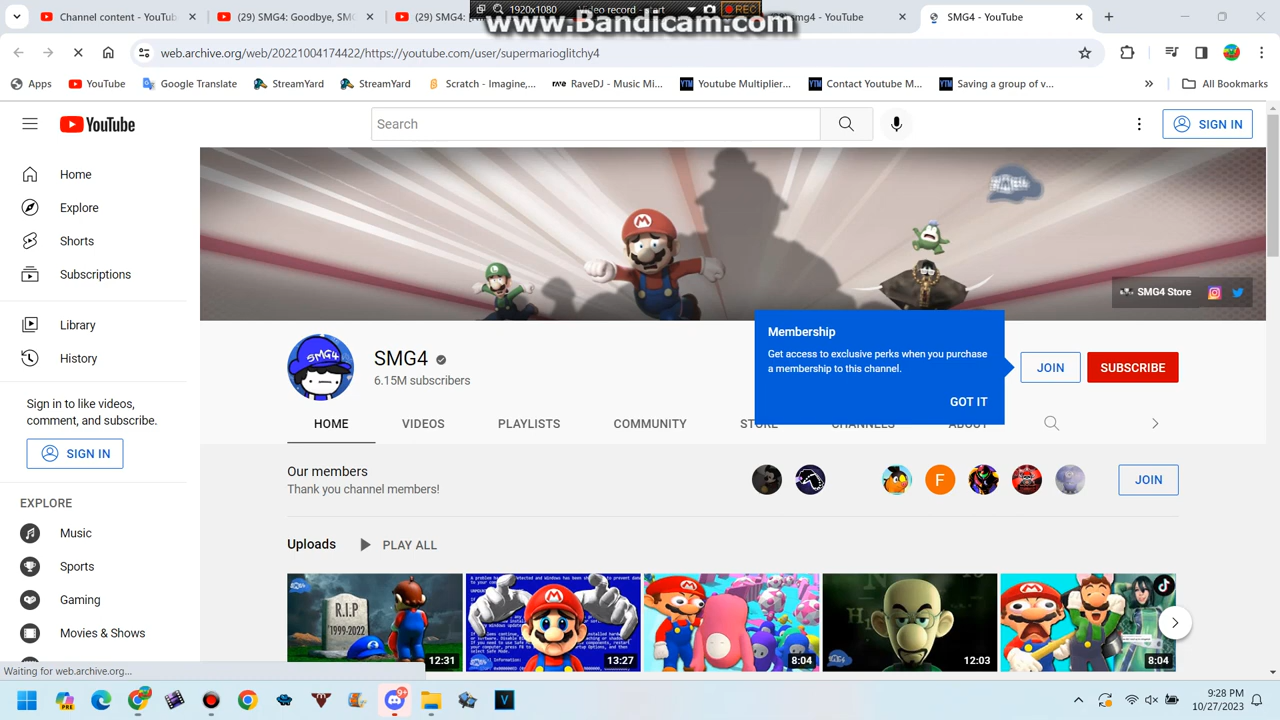 1920x1080
REC
www.Bandicam.com
Content content - YouTub
(29) SMG4: Goodbye, SM
(29) SMG4:
mg4 - YouTube
SMG4 - YouTube
web.archive.org/web/20221004174422/https://youtube.com/user/supermarioglitchy4
Apps
YouTube
Google Translate
StreamYard
StreamYard
Scratch - Imagine,...
RaveDJ - Music Mi...
Youtube Multiplier...
Contact Youtube M...
Saving a group of v...
All Bookmarks
YouTube
Search
SIGN IN
Home
Explore
Shorts
Subscriptions
Library
History
Sign in to like videos,
comment, and subscribe.
SIGN IN
EXPLORE
Music
Sports
Gaming
Movies & Shows
SMG4 Store
SMG4
SMG4
6.15M subscribers
Membership
Get access to exclusive perks when you purchase
a membership to this channel.
GOT IT
JOIN
SUBSCRIBE
HOME
VIDEOS
PLAYLISTS
COMMUNITY
STORE
CHANNELS
ABOUT
Our members
Thank you channel members!
F
JOIN
Uploads
PLAY ALL
R.I.P
1999-2022
12:31
13:27
8:04
12:03
8:04
Waiting for web.archive.org...
9+
9:28 PM
10/27/2023